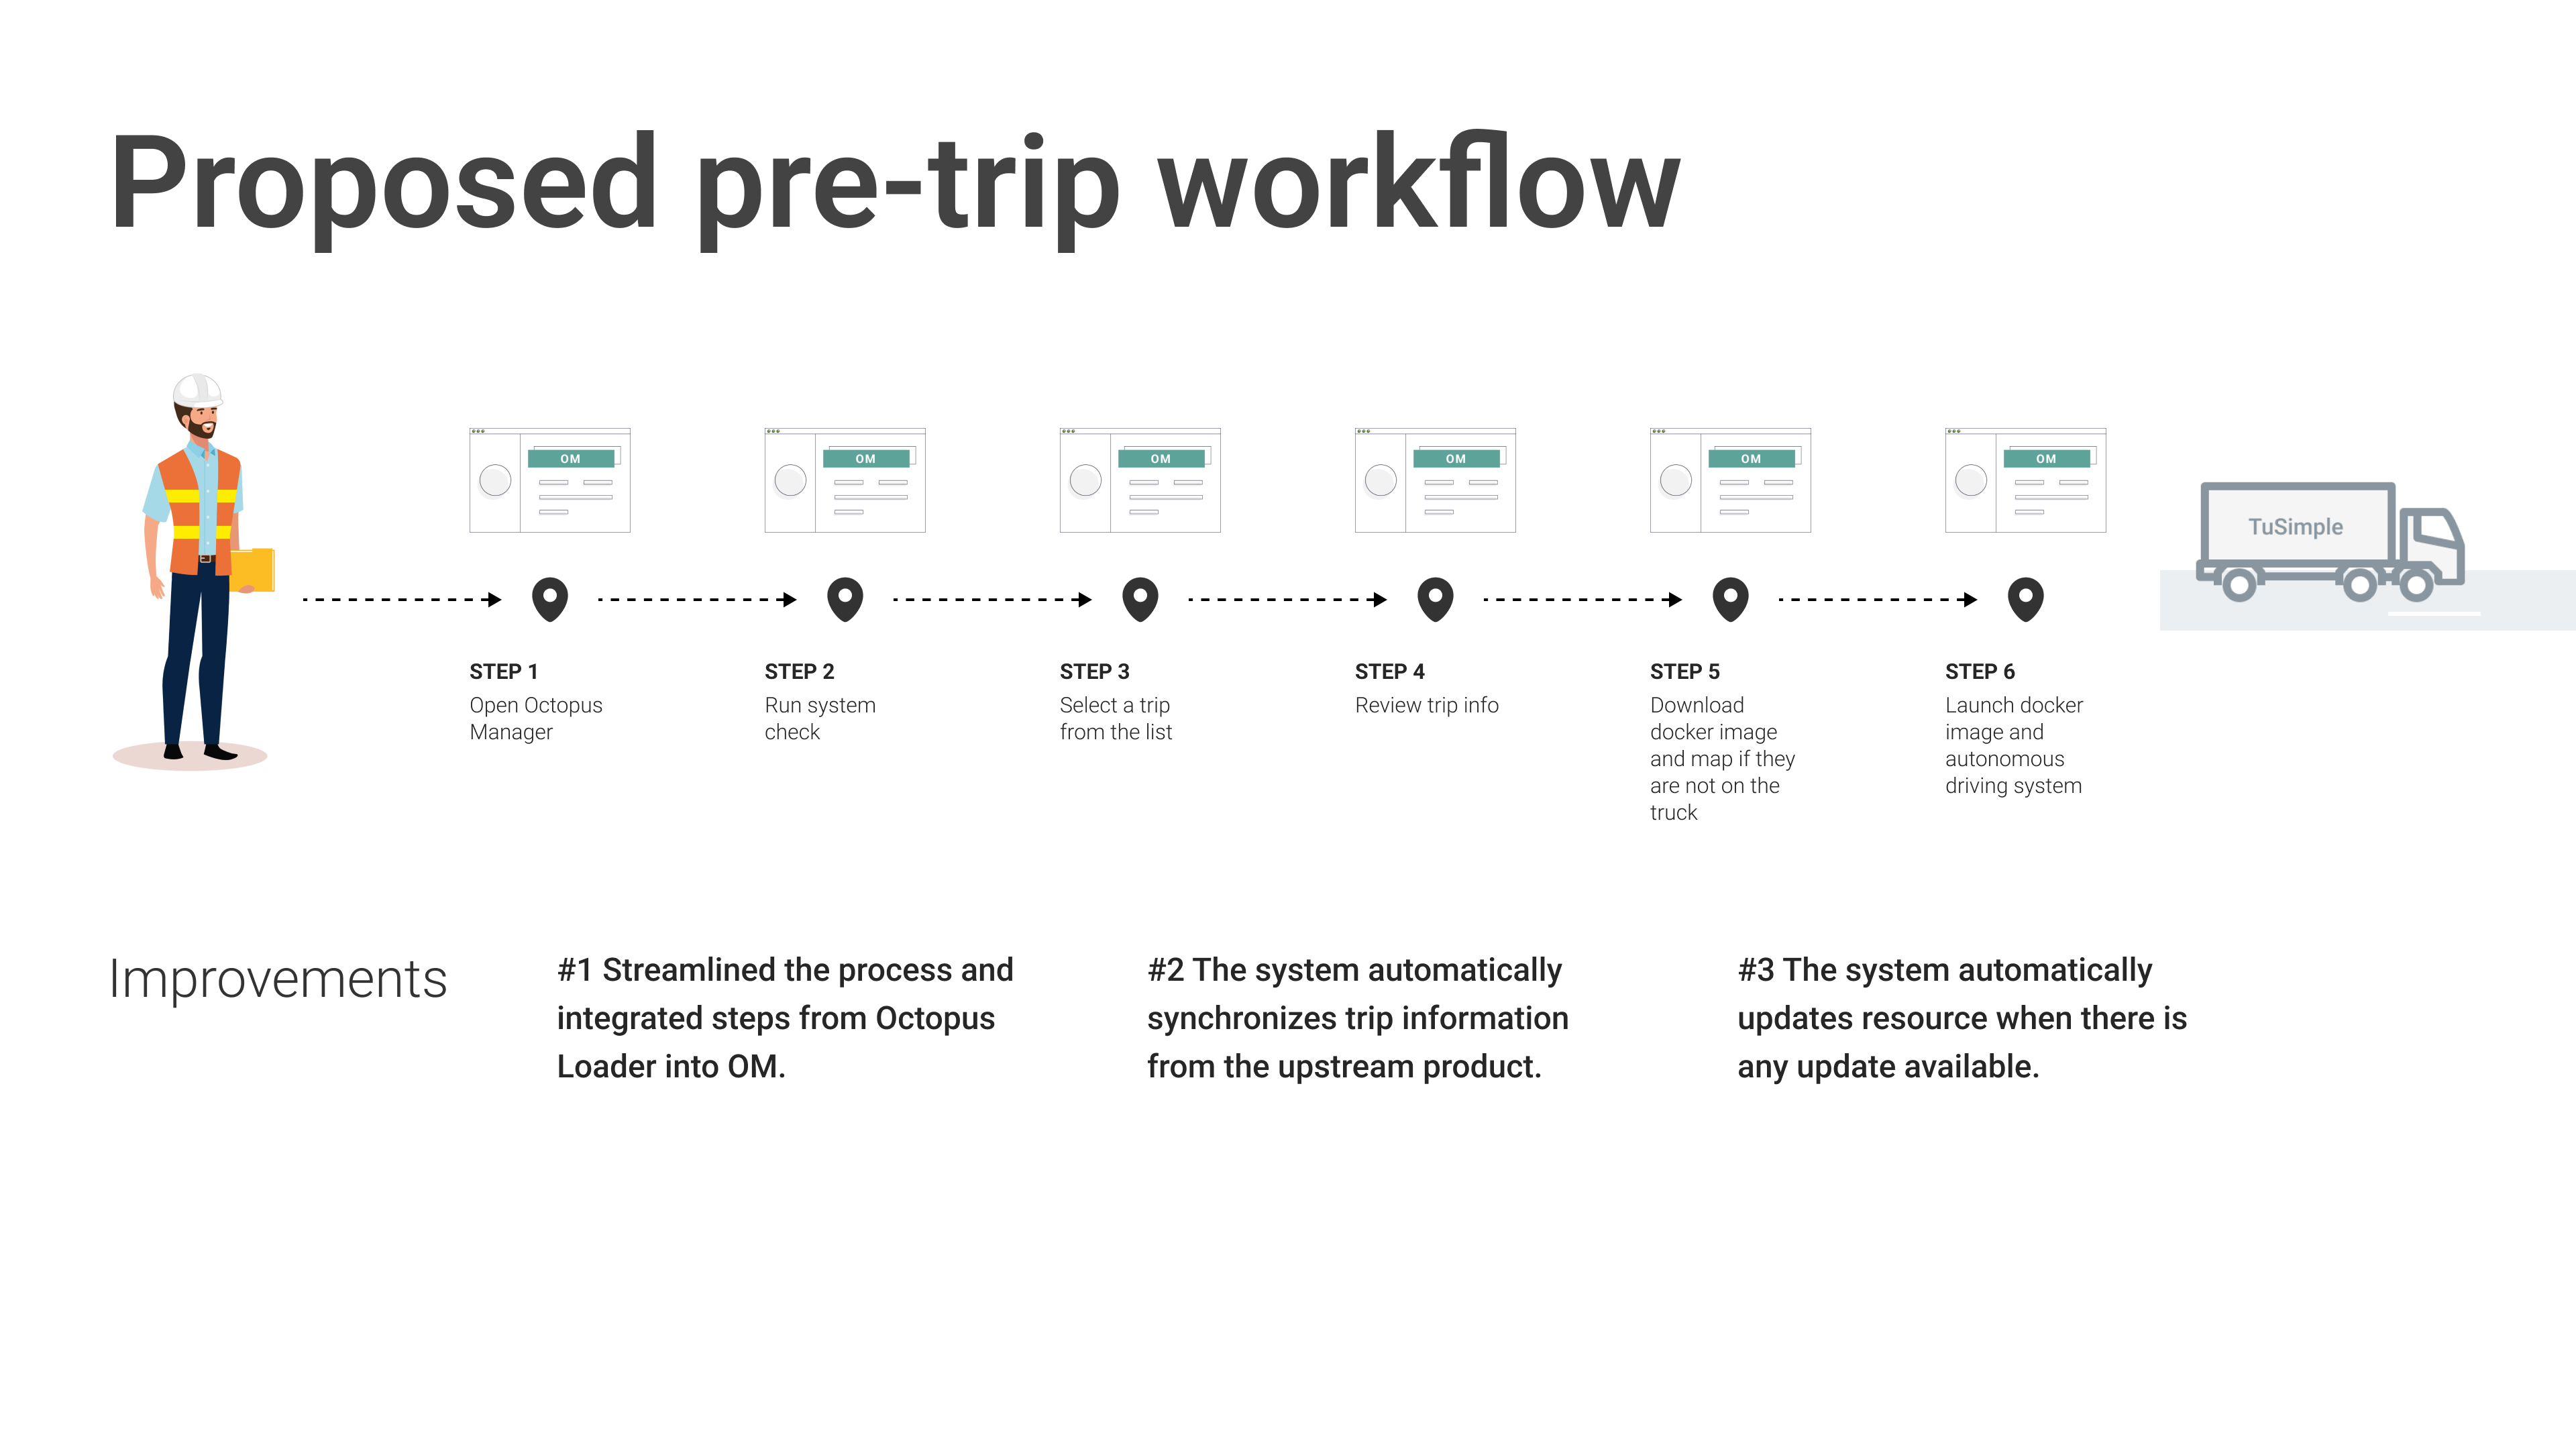 Proposed pre-trip workflow
OM
OM
OM
OM
OM
OM
TuSimple
STEP 1
Open Octopus
Manager
STEP 2
Run system
check
STEP 3
Select a trip
from the list
STEP 4
Review trip info
STEP 5
Download
docker image
and map if they
are not on the
truck
STEP 6
Launch docker
image and
autonomous
driving system
Improvements
#1 Streamlined the process and
integrated steps from Octopus
Loader into OM.
#2 The system automatically
synchronizes trip information
from the upstream product.
#3 The system automatically
updates resource when there is
any update available.